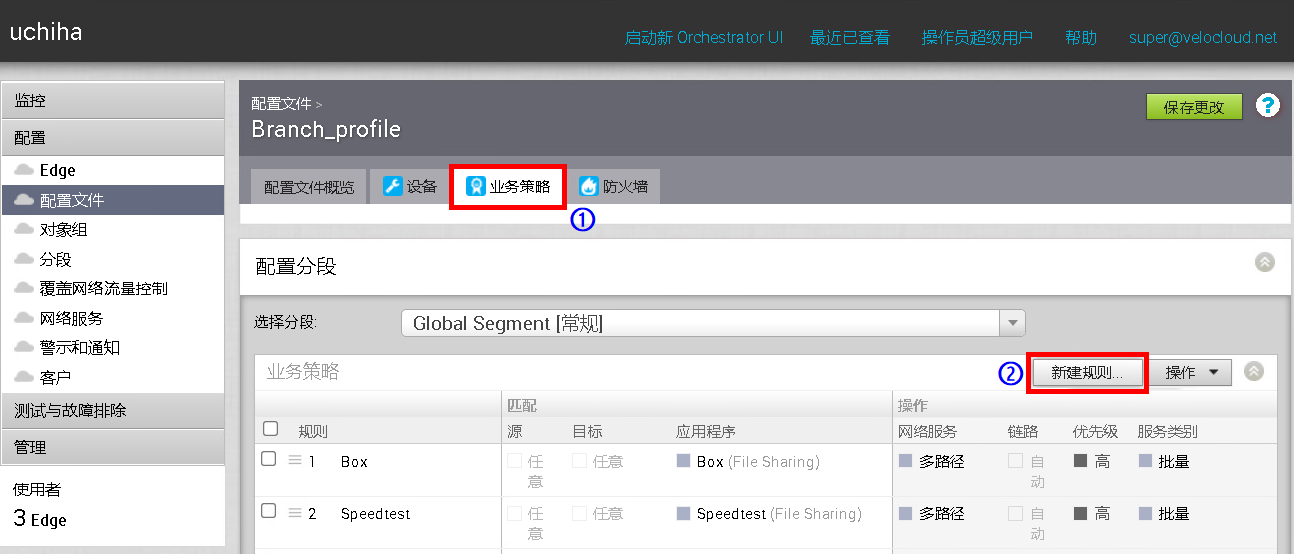 uchiha
启动新 Orchestrator UI 最近已查看 操作员超级用户 帮助 super@velocloud.net
监控
配置
Edge
配置文件
对象组
分段
覆盖网络流量控制
网络服务
警示和通知
客户
测试与故障排除
管理
使用者
3 Edge
配置文件 >
Branch_profile
保存更改 ?
配置文件概览 设备 业务策略 防火墙
①
配置分段
选择分段: Global Segment [常规]
业务策略 ② 新建规则... 操作
匹配 操作
规则 源 目标 应用程序 网络服务 链路 优先级 服务类别
1 Box 任意 任意 Box (File Sharing) 多路径 自动 高 批量
2 Speedtest 任意 任意 Speedtest (File Sharing) 多路径 自动 高 批量